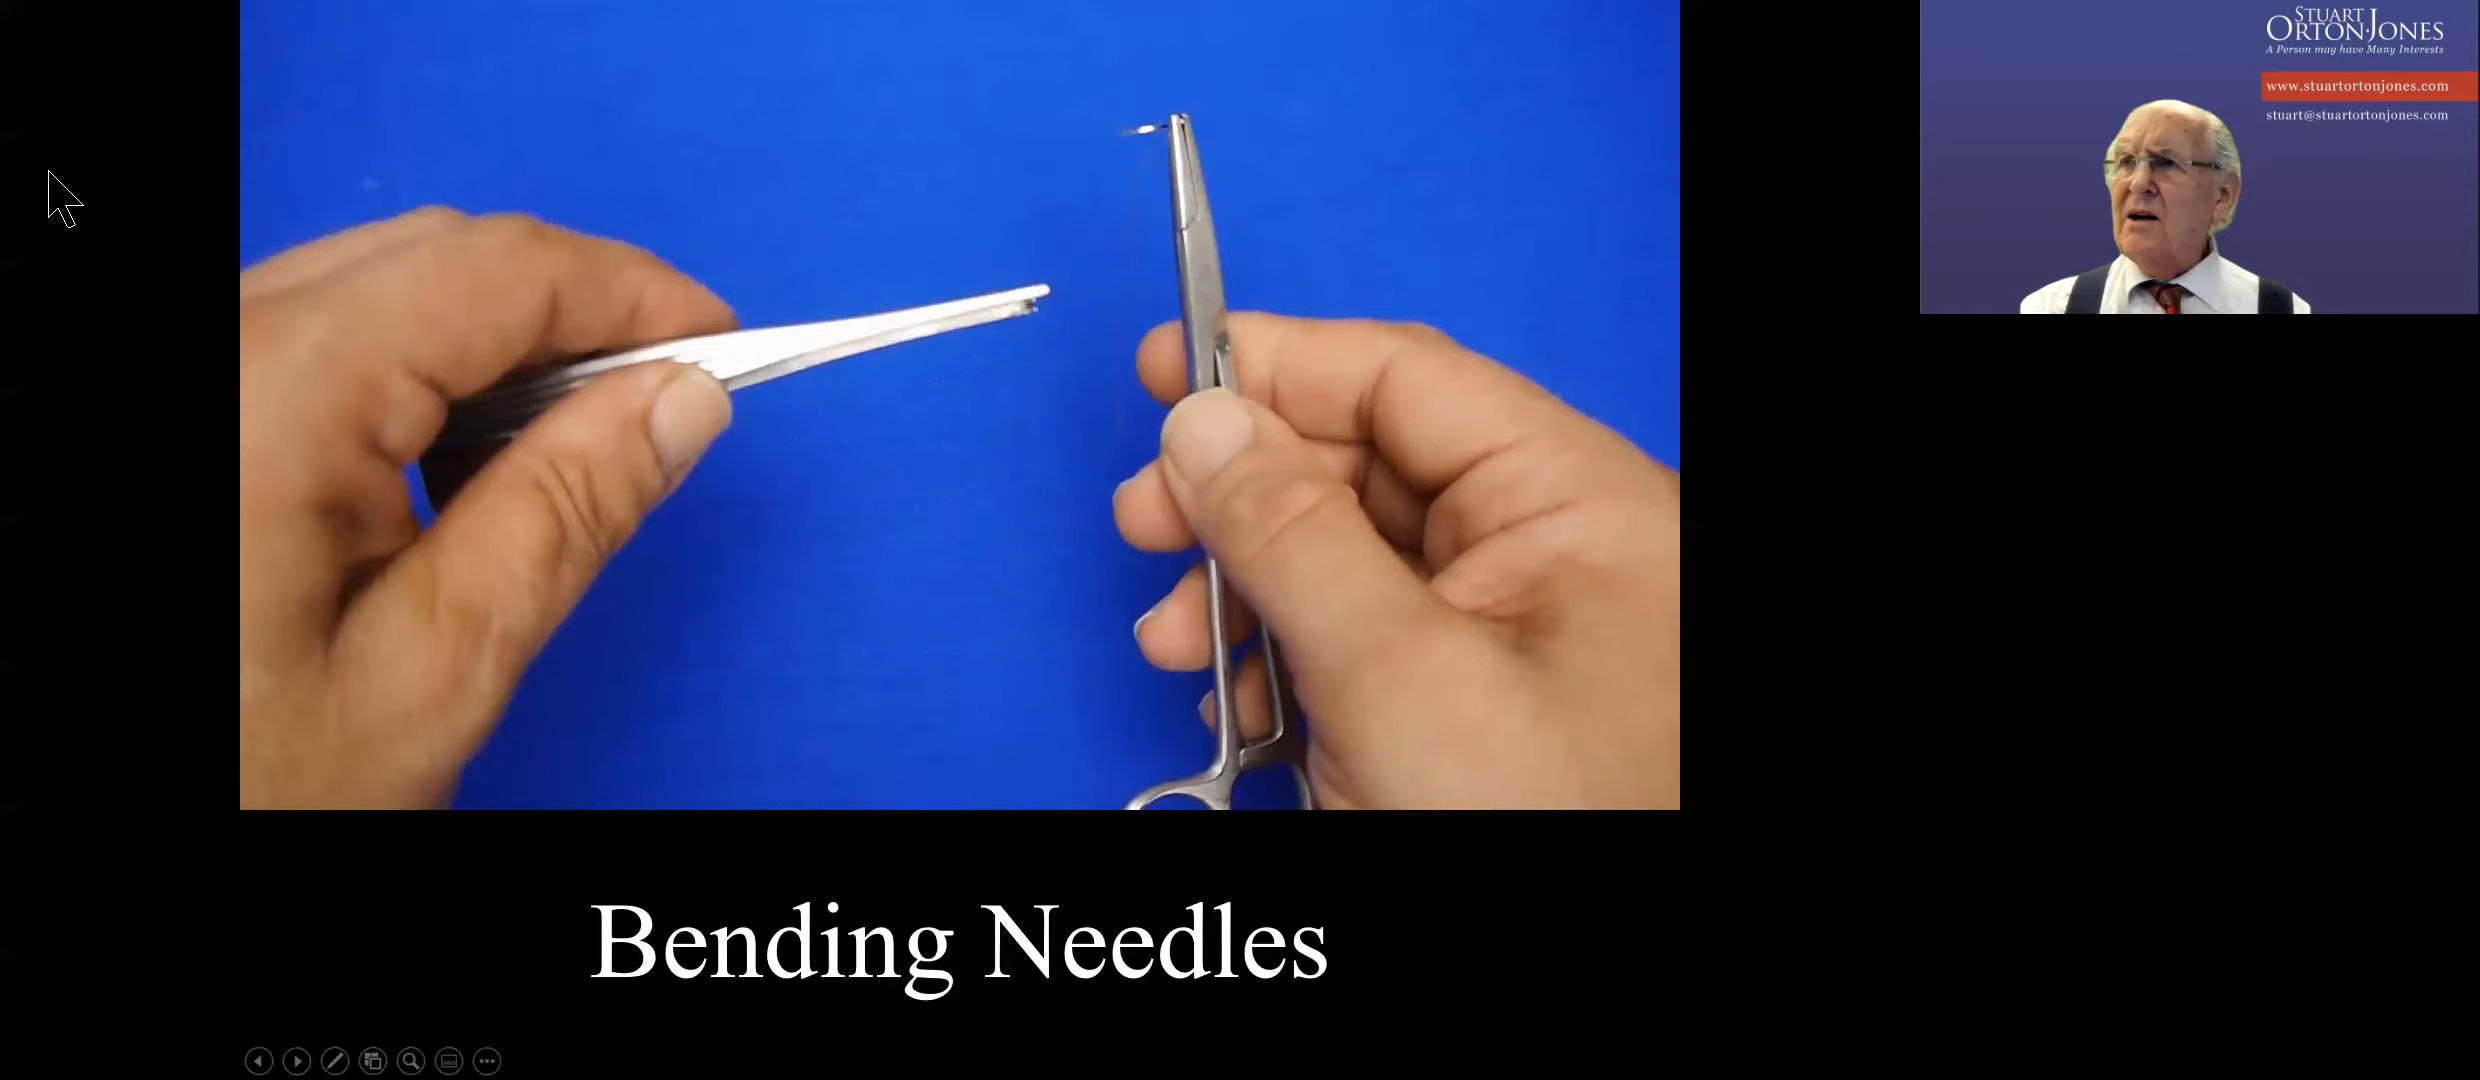 STUART
ORTON-JONES
A Person may have Many Interests
www.stuartortonjones.com
stuart@stuartortonjones.com
Bending Needles